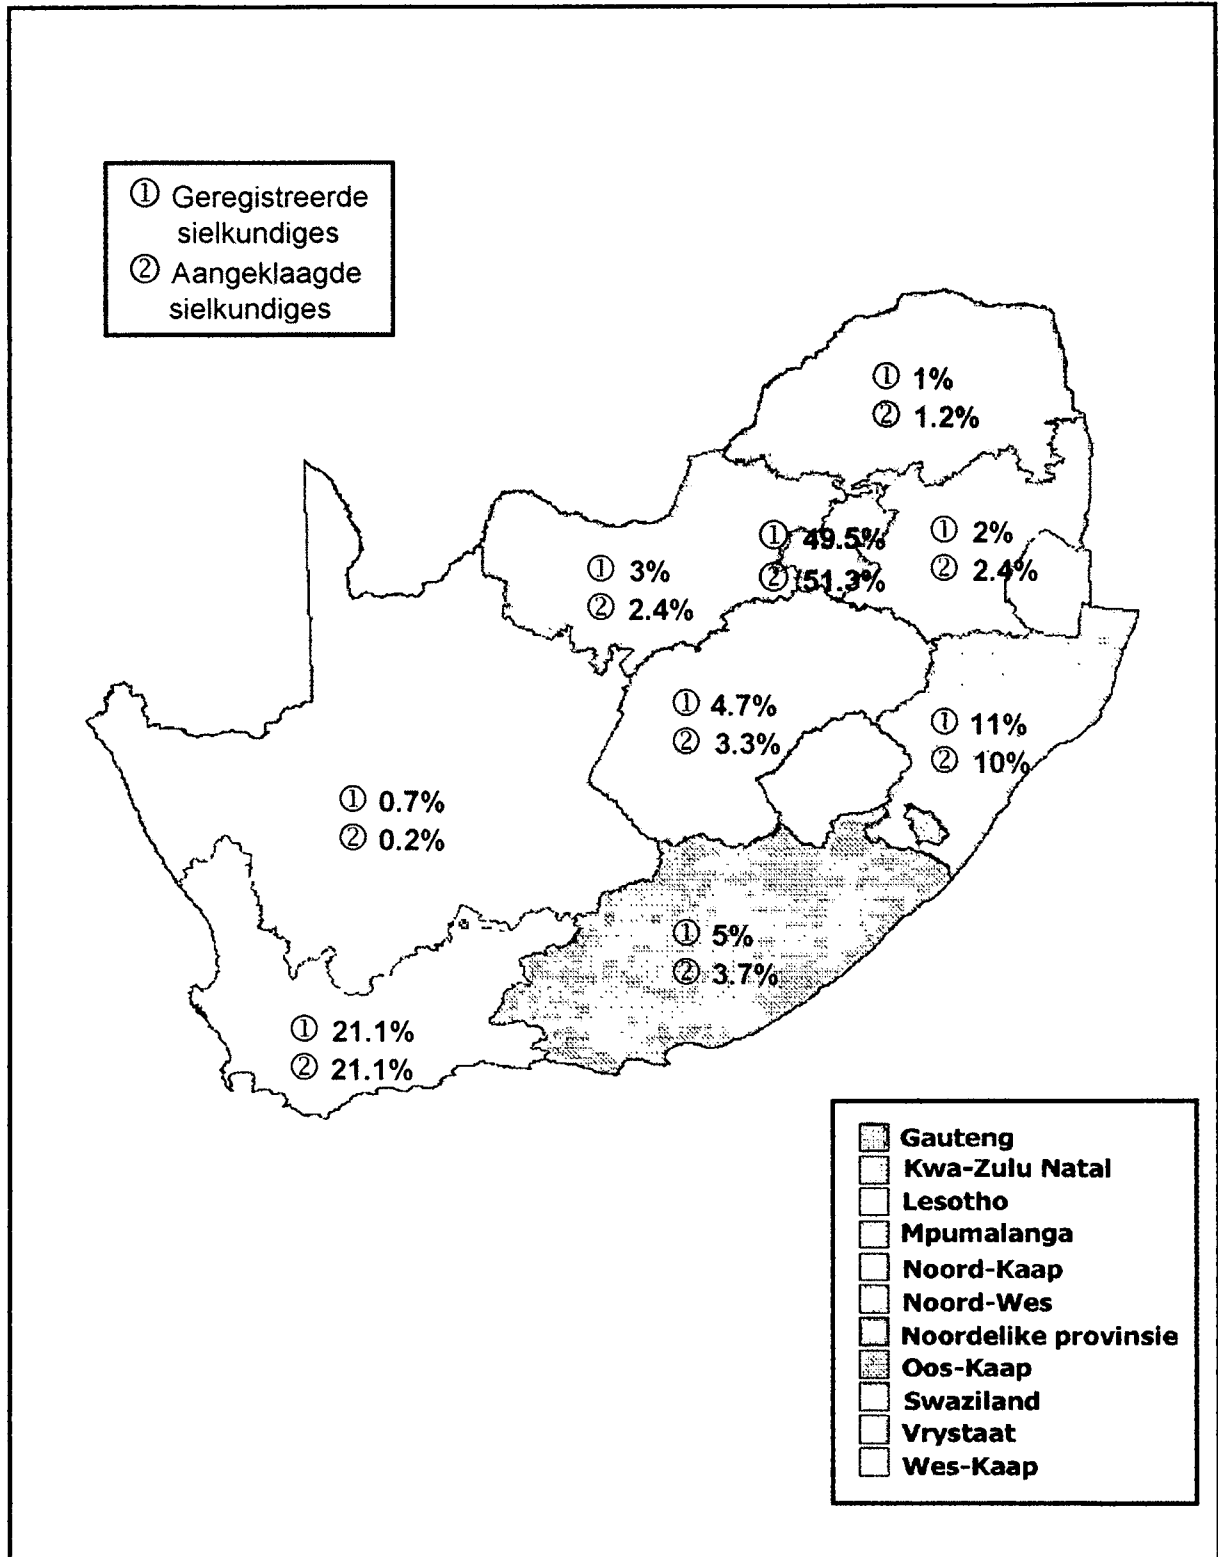 ① Geregistreerde
sielkundiges
② Aangeklaagde
sielkundiges
① 1%
② 1.2%
① 49.5%
② 51.3%
① 2%
② 2.4%
① 3%
② 2.4%
① 4.7%
② 3.3%
① 11%
② 10%
① 0.7%
② 0.2%
① 5%
② 3.7%
① 21.1%
② 21.1%
Gauteng
Kwa-Zulu Natal
Lesotho
Mpumalanga
Noord-Kaap
Noord-Wes
Noordelike provinsie
Oos-Kaap
Swaziland
Vrystaat
Wes-Kaap